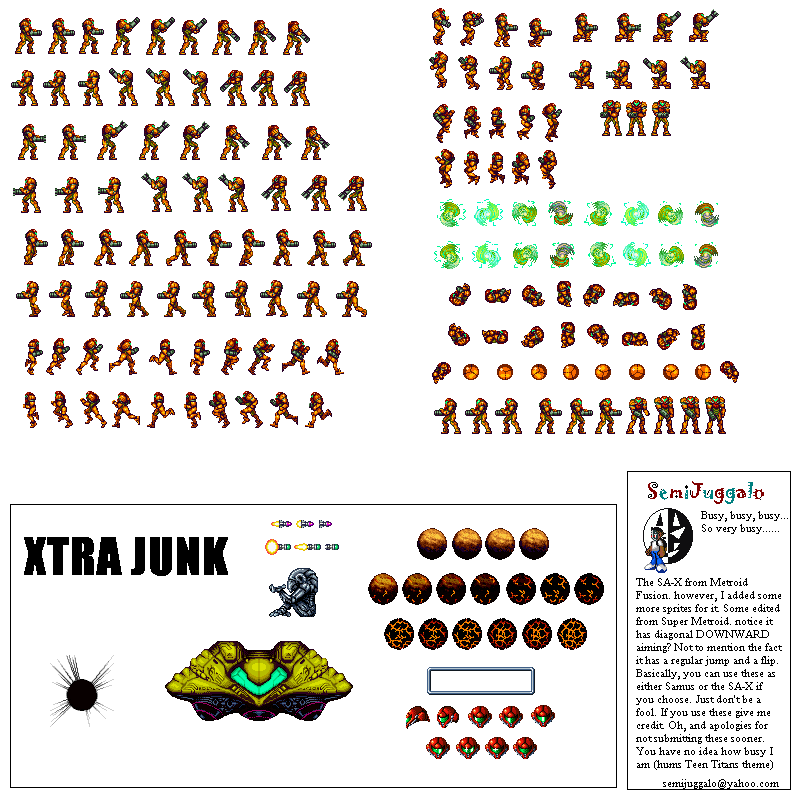 XTRA JUNK
SemiJuggalo
Busy, busy, busy...
So very busy......
The SA-X from Metroid
Fusion. however, I added some
more sprites for it. Some edited
from Super Metroid. notice it
has diagonal DOWNWARD
aiming? Not to mention the fact
it has a regular jump and a flip.
Basically, you can use these as
either Samus or the SA-X if
you choose. Just don't be a
fool. If you use these give me
credit. Oh, and apologies for
not submitting these sooner.
You have no idea how busy I
am (hums Teen Titans theme)
semijuggalo@yahoo.com